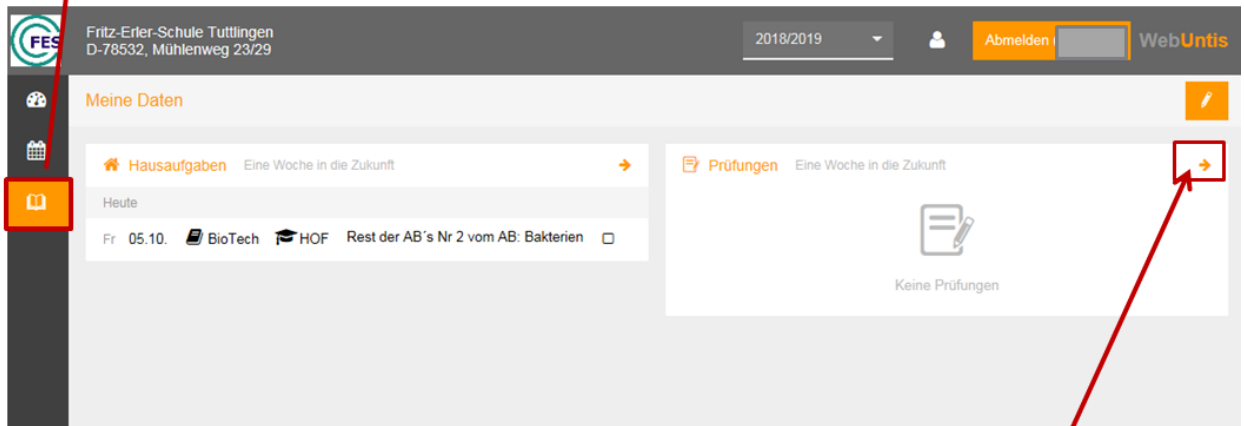 FES
Fritz-Erler-Schule Tuttlingen
D-78532, Mühlenweg 23/29
2018/2019
Abmelden (
WebUntis
Meine Daten
Hausaufgaben Eine Woche in die Zukunft
Heute
Fr 05.10. BioTech HOF Rest der AB´s Nr 2 vom AB: Bakterien
Prüfungen Eine Woche in die Zukunft
Keine Prüfungen